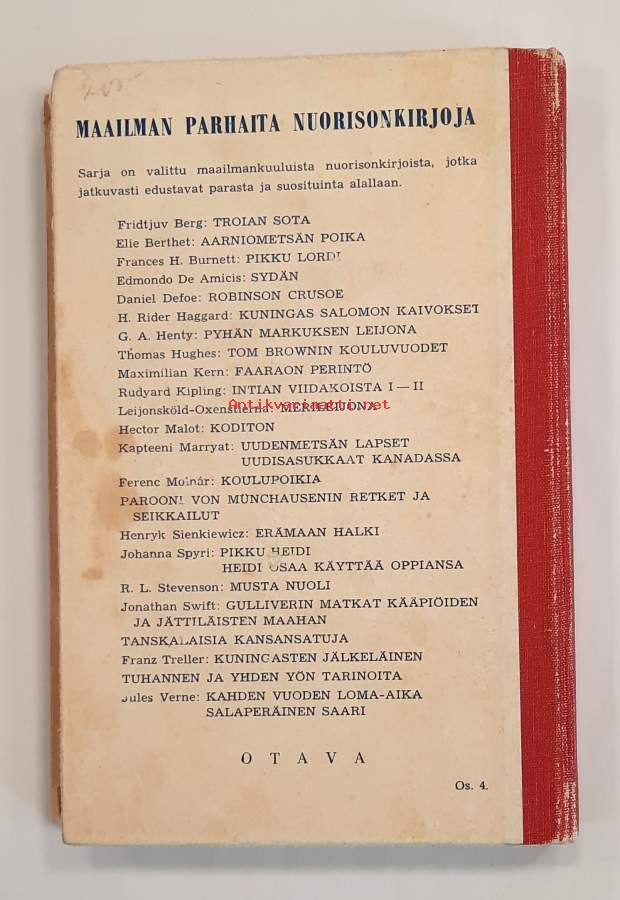 MAAILMAN PARHAITA NUORISONKIRJOJA
Sarja on valittu maailmankuuluista nuorisonkirjoista, jotka
jatkuvasti edustavat parasta ja suosituinta alallaan.
Fridtjuv Berg: TROIAN SOTA
Elie Berthet: AARNIOMETSÄN POIKA
Frances H. Burnett: PIKKU LORDI
Edmondo De Amicis: SYDÄN
Daniel Defoe: ROBINSON CRUSOE
H. Rider Haggard: KUNINGAS SALOMON KAIVOKSET
G. A. Henty: PYHÄN MARKUKSEN LEIJONA
Thomas Hughes: TOM BROWNIN KOULUVUODET
Maximilian Kern: FAARAON PERINTÖ
Rudyard Kipling: INTIAN VIIDAKOISTA I — II
Antikvariaatti.net
Leijonsköld-Oxenstierna: MERILEIJONA
Hector Malot: KODITON
Kapteeni Marryat: UUDENMETSÄN LAPSET
UUDISASUKKAAT KANADASSA
Ferenc Molnár: KOULUPOIKIA
PAROONI VON MÜNCHAUSENIN RETKET JA
SEIKKAILUT
Henryk Sienkiewicz: ERÄMAAN HALKI
Johanna Spyri: PIKKU HEIDI
HEIDI OSAA KÄYTTÄÄ OPPIANSA
R. L. Stevenson: MUSTA NUOLI
Jonathan Swift: GULLIVERIN MATKAT KÄÄPIÖIDEN
JA JÄTTILÄISTEN MAAHAN
TANSKALAISIA KANSANSATUJA
Franz Treller: KUNINGASTEN JÄLKELÄINEN
TUHANNEN JA YHDEN YÖN TARINOITA
Jules Verne: KAHDEN VUODEN LOMA-AIKA
SALAPERÄINEN SAARI
OTAVA
Os. 4.